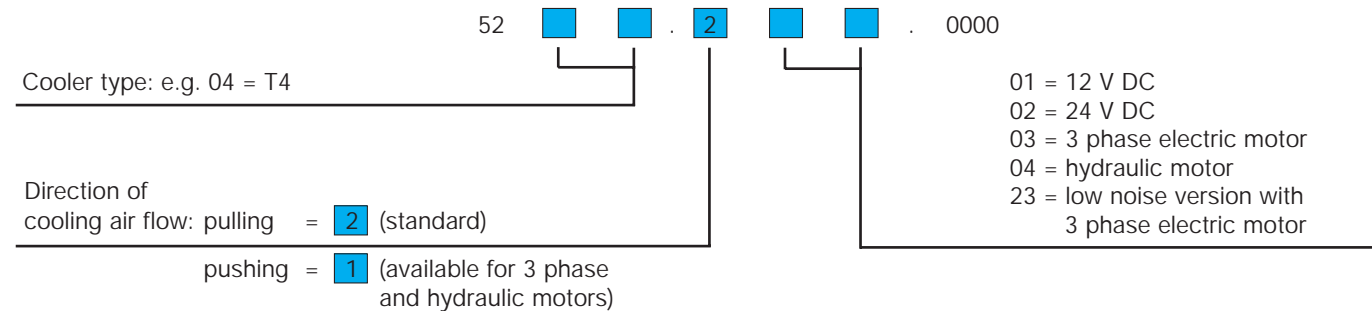 52 . 2 . 0000
Cooler type: e.g. 04 = T4
01 = 12 V DC
02 = 24 V DC
03 = 3 phase electric motor
04 = hydraulic motor
23 = low noise version with
3 phase electric motor
Direction of
cooling air flow: pulling = 2 (standard)
pushing = 1 (available for 3 phase
and hydraulic motors)